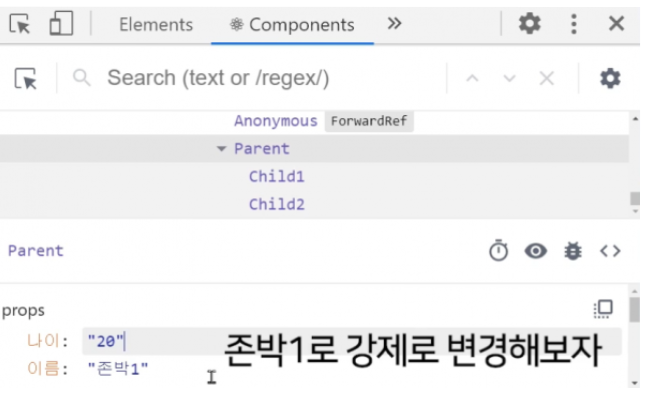 Elements Components »
Search (text or /regex/)
Anonymous ForwardRef
Parent
Child1
Child2
Parent
props
나이: "20"
이름: "존박1"
존박1로 강제로 변경해보자